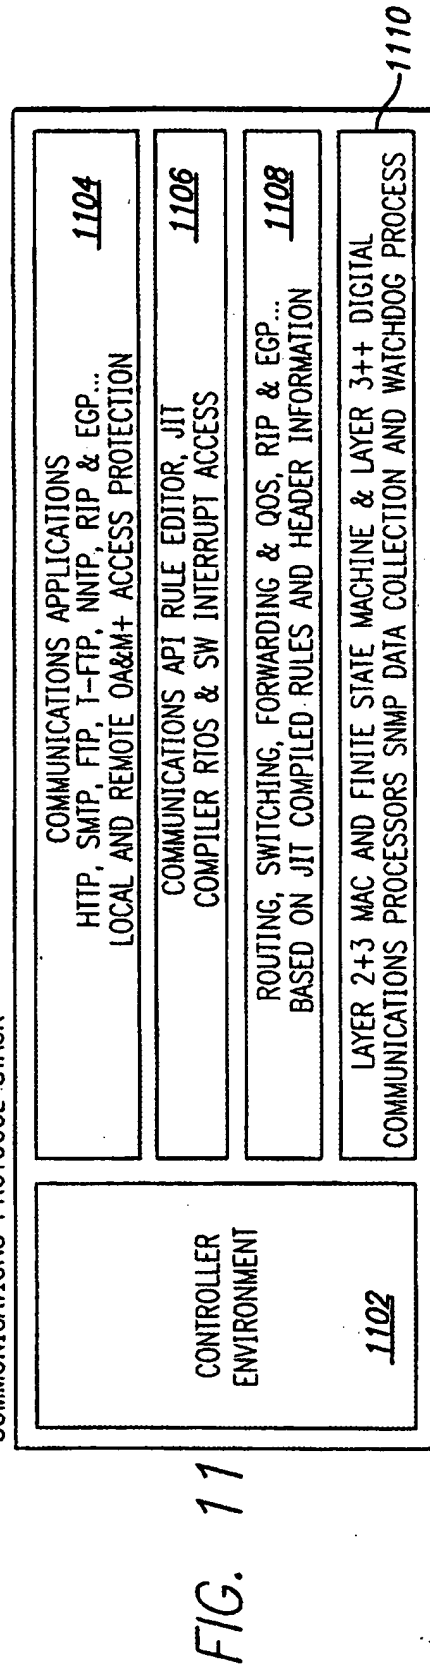 COMMUNICATIONS PROTOCOL STACK
CONTROLLER
ENVIRONMENT
1102
COMMUNICATIONS APPLICATIONS
HTTP, SMTP, FTP, T-FTP, NNTP, RIP & EGP...
LOCAL AND REMOTE OA&M+ ACCESS PROTECTION
1104
COMMUNICATIONS API RULE EDITOR, JIT
COMPILER RTOS & SW INTERRUPT ACCESS
1106
ROUTING, SWITCHING, FORWARDING & QOS, RIP & EGP...
BASED ON JIT COMPILED RULES AND HEADER INFORMATION
1108
LAYER 2+3 MAC AND FINITE STATE MACHINE & LAYER 3++ DIGITAL
COMMUNICATIONS PROCESSORS SNMP DATA COLLECTION AND WATCHDOG PROCESS
1110
FIG. 11